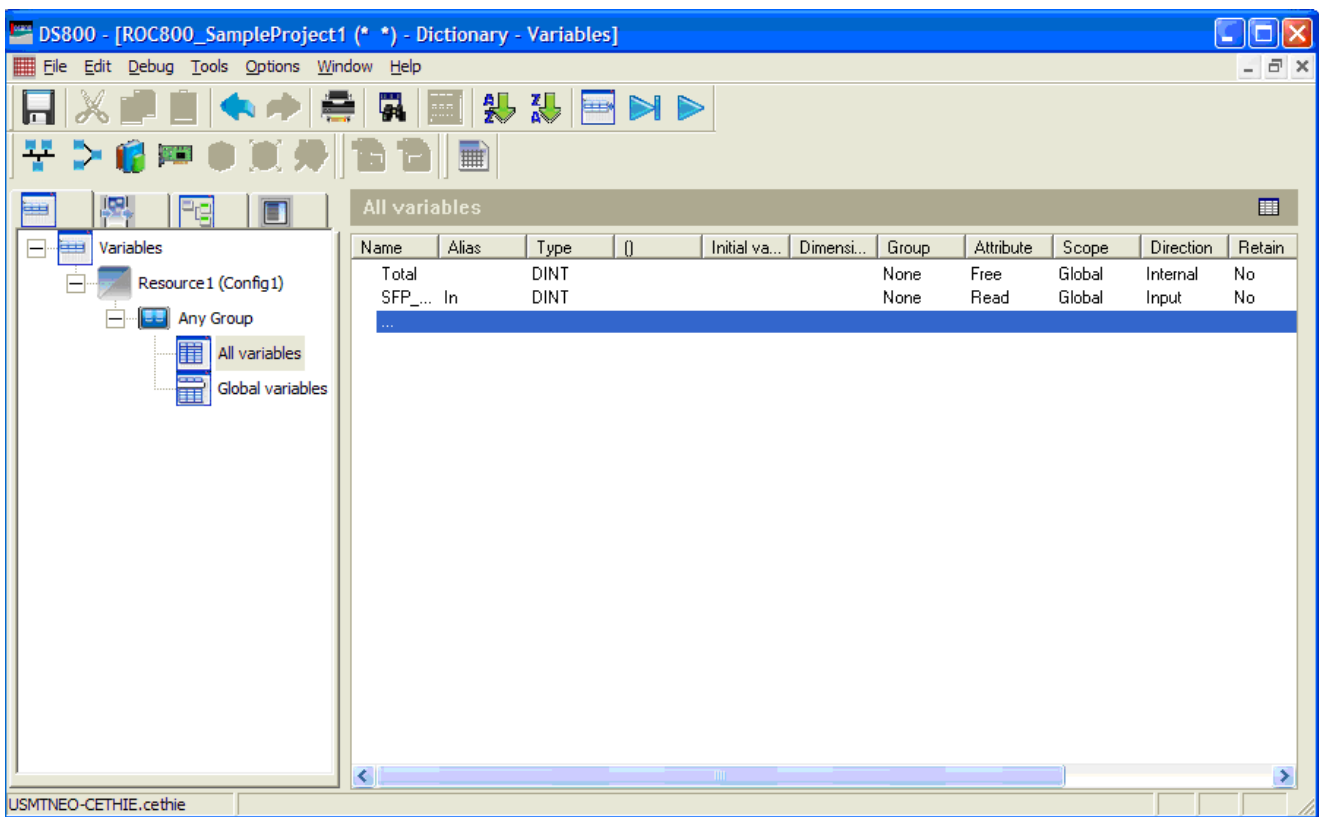 DS800 - [ROC800_SampleProject1 (* *) - Dictionary - Variables]
File Edit Debug Tools Options Window Help
All variables
Variables
Resource1 (Config1)
Any Group
All variables
Global variables
Name Alias Type () Initial va... Dimensi... Group Attribute Scope Direction Retain
Total DINT None Free Global Internal No
SFP_... In DINT None Read Global Input No
...
USMTNEO-CETHIE.cethie